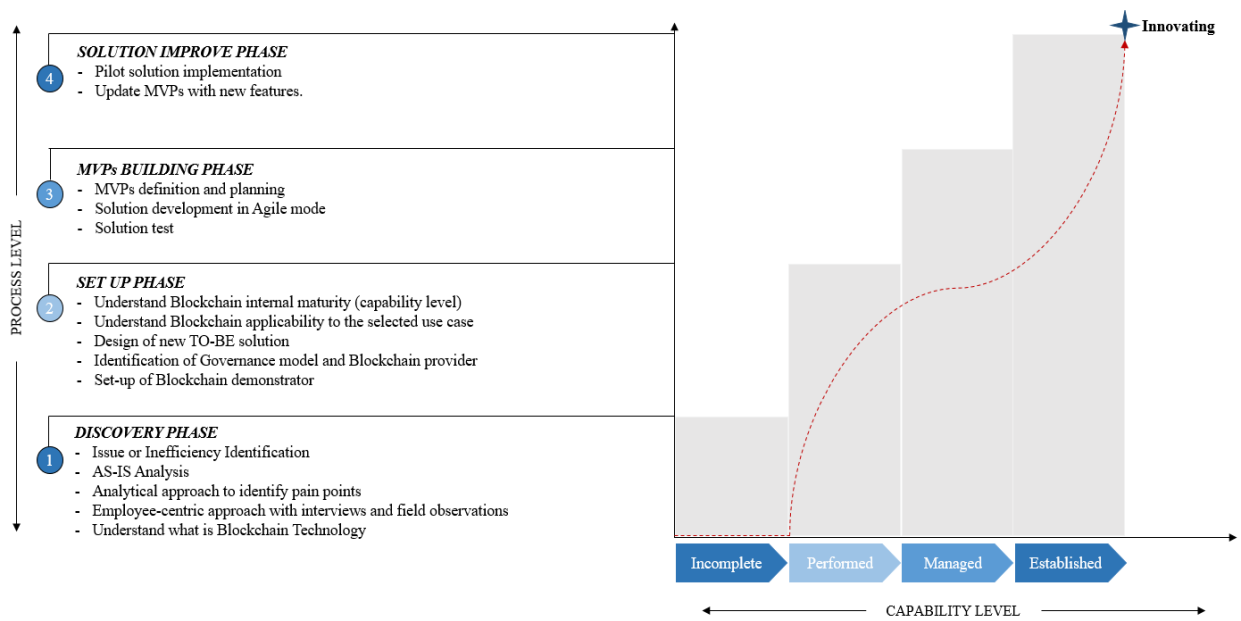 PROCESS LEVEL
4
SOLUTION IMPROVE PHASE
- Pilot solution implementation
- Update MVPs with new features.
3
MVPs BUILDING PHASE
- MVPs definition and planning
- Solution development in Agile mode
- Solution test
2
SET UP PHASE
- Understand Blockchain internal maturity (capability level)
- Understand Blockchain applicability to the selected use case
- Design of new TO-BE solution
- Identification of Governance model and Blockchain provider
- Set-up of Blockchain demonstrator
1
DISCOVERY PHASE
- Issue or Inefficiency Identification
- AS-IS Analysis
- Analytical approach to identify pain points
- Employee-centric approach with interviews and field observations
- Understand what is Blockchain Technology
Innovating
Incomplete
Performed
Managed
Established
CAPABILITY LEVEL